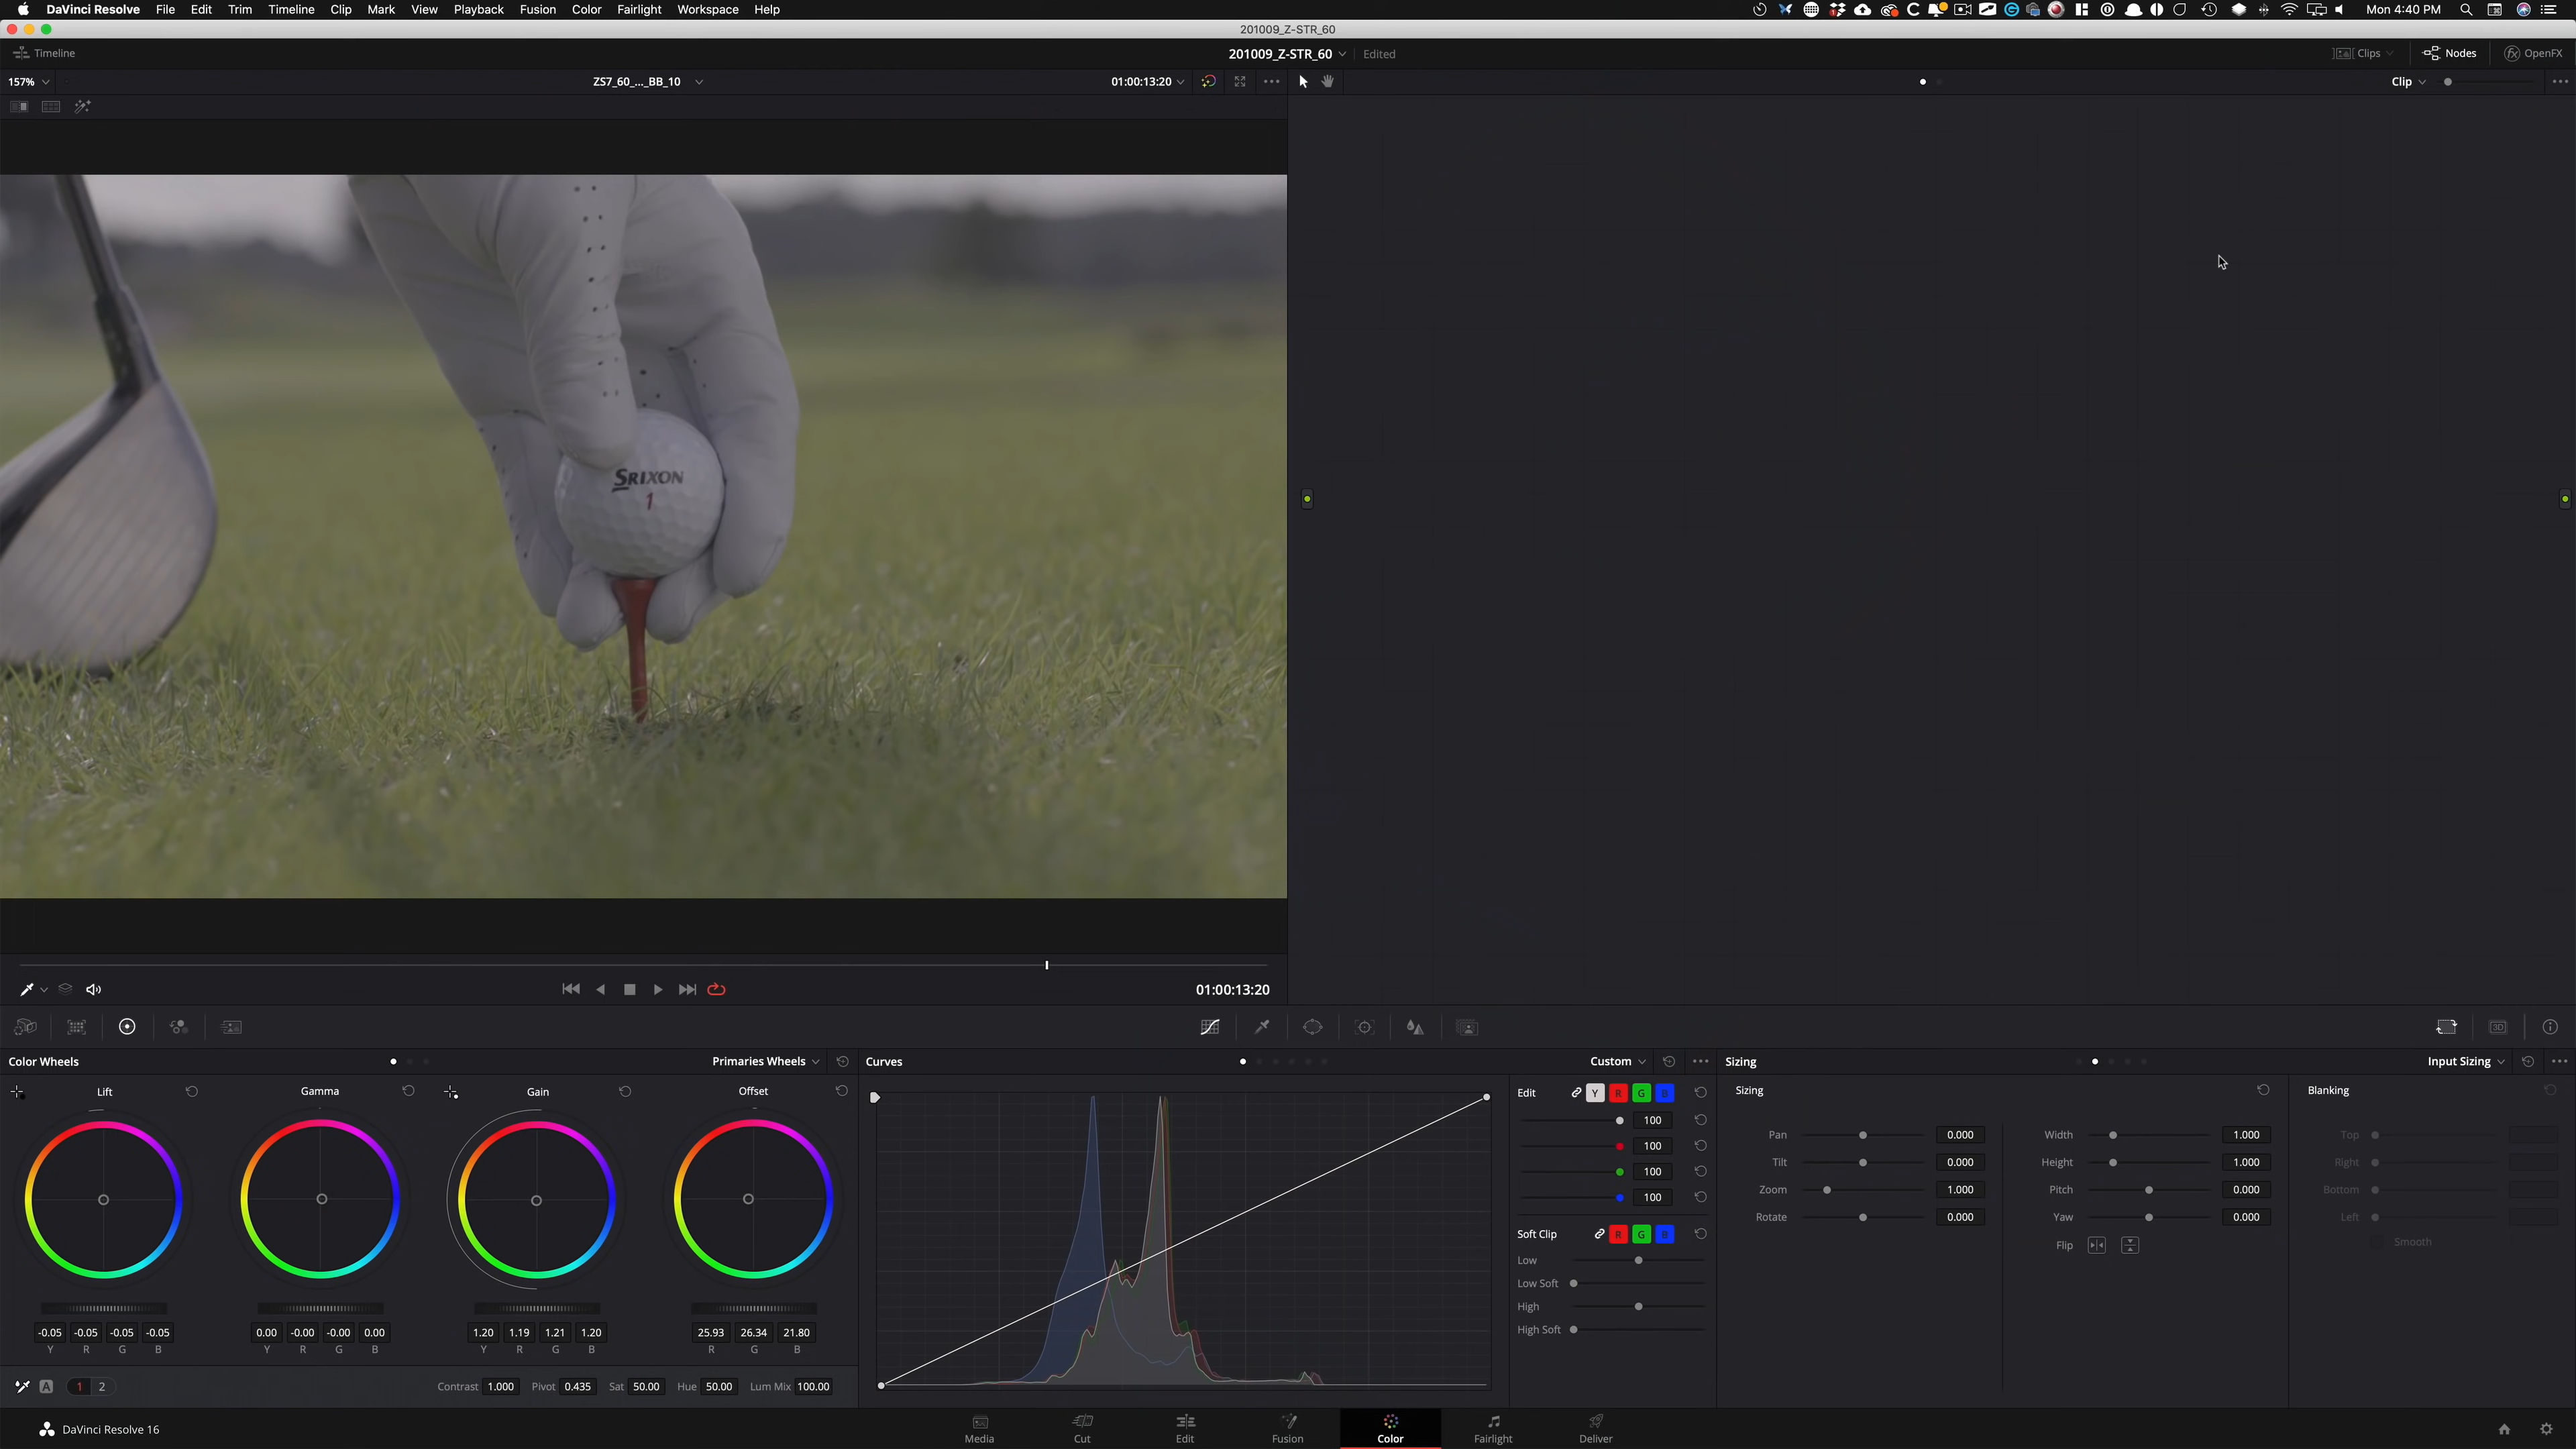 DaVinci Resolve File Edit Trim Timeline Clip Mark View Playback Fusion Color Fairlight Workspace Help Mon 4:40 PM
201009_Z-STR_60
Timeline 201009_Z-STR_60 Edited Clips Nodes OpenFX
157% ZS7_60_..._BB_10 01:00:13:20 Clip
SRIXON
1
01:00:13:20
Color Wheels Primaries Wheels Curves Custom Sizing Input Sizing
Lift Gamma Gain Offset Edit Y R G B Sizing Blanking
100
100
100
100
Pan 0.000 Width 1.000 Top
Tilt 0.000 Height 1.000 Right
Zoom 1.000 Pitch 0.000 Bottom
Rotate 0.000 Yaw 0.000 Left
Soft Clip R G B Flip Smooth
Low
Low Soft
High
High Soft
-0.05 -0.05 -0.05 -0.05 0.00 -0.00 -0.00 0.00 1.20 1.19 1.21 1.20 25.93 26.34 21.80
Y R G B Y R G B Y R G B R G B
A 1 2 Contrast 1.000 Pivot 0.435 Sat 50.00 Hue 50.00 Lum Mix 100.00
DaVinci Resolve 16 Media Cut Edit Fusion Color Fairlight Deliver